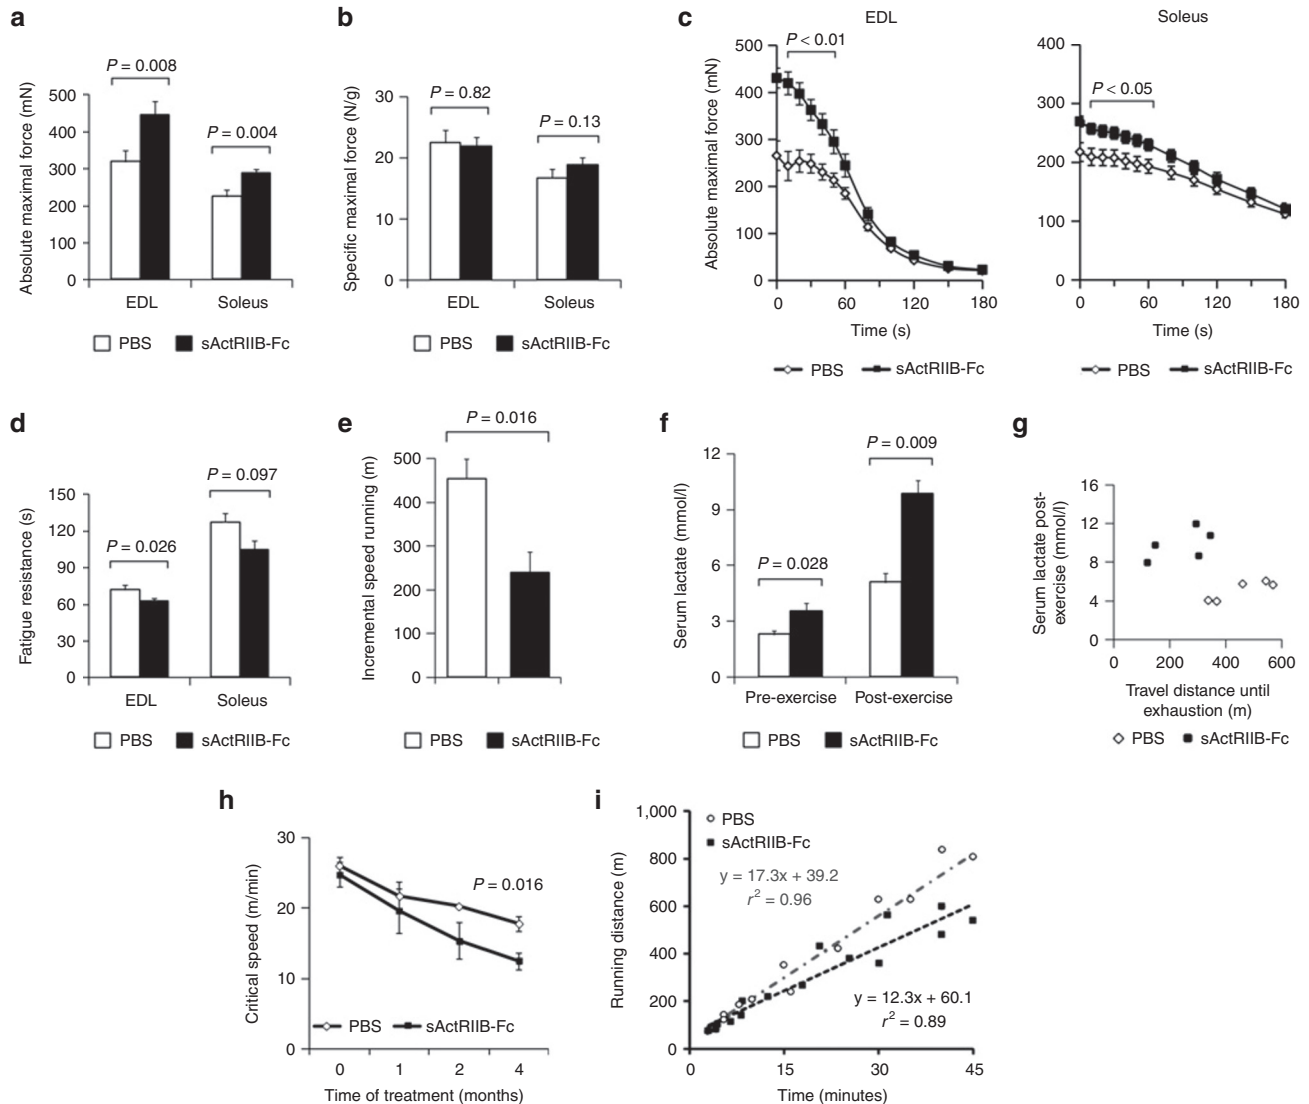 a
Absolute maximal force (mN)
500
400
300
200
100
0
P = 0.008
P = 0.004
EDL
Soleus
PBS
sActRIIB-Fc
b
Specific maximal force (N/g)
30
20
10
0
P = 0.82
P = 0.13
EDL
Soleus
PBS
sActRIIB-Fc
c
EDL
Absolute maximal force (mN)
500
400
300
200
100
0
P < 0.01
0
60
120
180
Time (s)
PBS
sActRIIB-Fc
Soleus
400
300
200
100
0
P < 0.05
0
60
120
180
Time (s)
PBS
sActRIIB-Fc
d
Fatigue resistance (s)
150
120
90
60
30
0
P = 0.026
P = 0.097
EDL
Soleus
PBS
sActRIIB-Fc
e
Incremental speed running (m)
500
400
300
200
100
0
P = 0.016
PBS
sActRIIB-Fc
f
Serum lactate (mmol/l)
12
9
6
3
0
P = 0.028
P = 0.009
Pre-exercise
Post-exercise
PBS
sActRIIB-Fc
g
Serum lactate post-
exercise (mmol/l)
16
12
8
4
0
0
200
400
600
Travel distance until
exhaustion (m)
PBS
sActRIIB-Fc
h
Critical speed (m/min)
30
20
10
0
P = 0.016
PBS
sActRIIB-Fc
0
1
2
4
Time of treatment (months)
i
Running distance (m)
1,000
800
600
400
200
0
PBS
sActRIIB-Fc
y = 17.3x + 39.2
r² = 0.96
y = 12.3x + 60.1
r² = 0.89
0
15
30
45
Time (minutes)